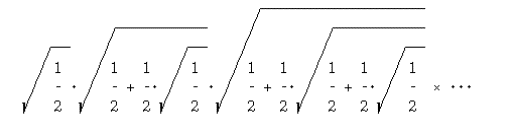 √(1/2) · √(1/2 + 1/2 · √(1/2)) · √(1/2 + 1/2 · √(1/2 + 1/2 · √(1/2))) × ···